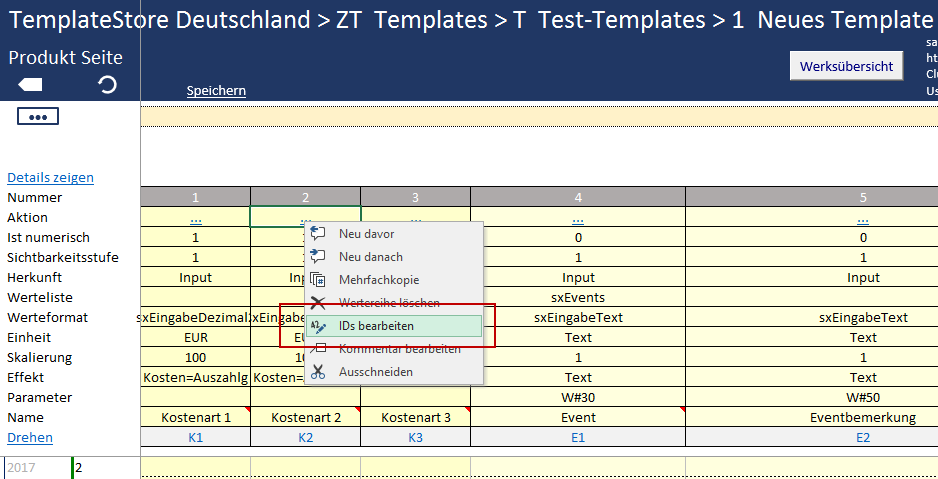 TemplateStore Deutschland > ZT Templates > T Test-Templates > 1 Neues Template
Produkt Seite
Speichern
Werksübersicht
sa
ht
Cl
Us
•••
Details zeigen
Nummer 1 2 3 4 5
Aktion ... ... ... ... ...
Ist numerisch 1 1 0 0
Sichtbarkeitsstufe 1 1 1 1
Herkunft Input Inp Input Input
Werteliste sxEvents
Werteformat sxEingabeDezimal xEingabe sxEingabeText sxEingabeText
Einheit EUR EU Text Text
Skalierung 100 10 1 1
Effekt Kosten=Auszahlg Kosten= Text Text
Parameter W#30 W#50
Name Kostenart 1 Kostenart 2 Kostenart 3 Event Eventbemerkung
Drehen K1 K2 K3 E1 E2
2017 2
Neu davor
Neu danach
Mehrfachkopie
Wertereihe löschen
IDs bearbeiten
Kommentar bearbeiten
Ausschneiden